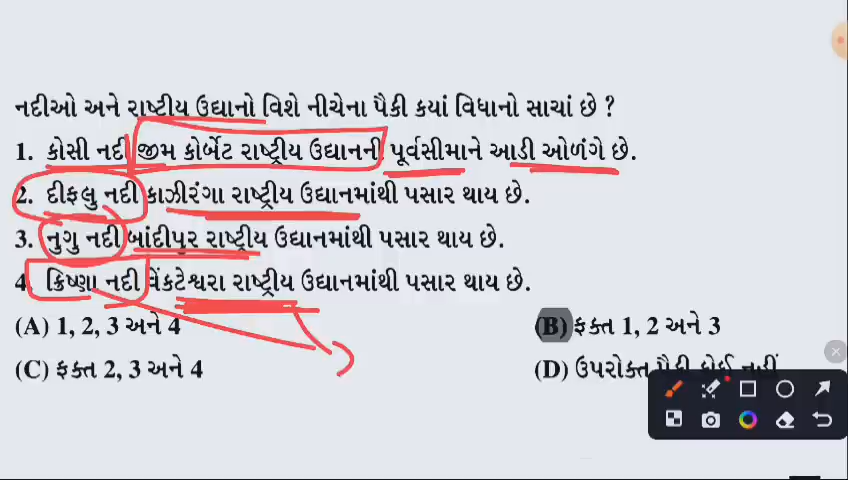 નદીઓ અને રાષ્ટીય ઉદ્યાનો વિશે નીચેના પૈકી કયાં વિધાનો સાચાં છે ?
1. કોસી નદી જીમ કોર્બેટ રાષ્ટ્રીય ઉદ્યાનની પૂર્વસીમાને આડી ઓળંગે છે.
2. દીફલુ નદી કાઝીરંગા રાષ્ટ્રીય ઉદ્યાનમાંથી પસાર થાય છે.
3. નુગુ નદી બાંદીપુર રાષ્ટ્રીય ઉદ્યાનમાંથી પસાર થાય છે.
4. ક્રિષ્ણા નદી વેંકટેશ્વરા રાષ્ટ્રીય ઉદ્યાનમાંથી પસાર થાય છે.
(A) 1, 2, 3 અને 4 (B) ફક્ત 1, 2 અને 3
(C) ફક્ત 2, 3 અને 4 (D) ઉપરોક્ત પૈકી કોઈ નહીં